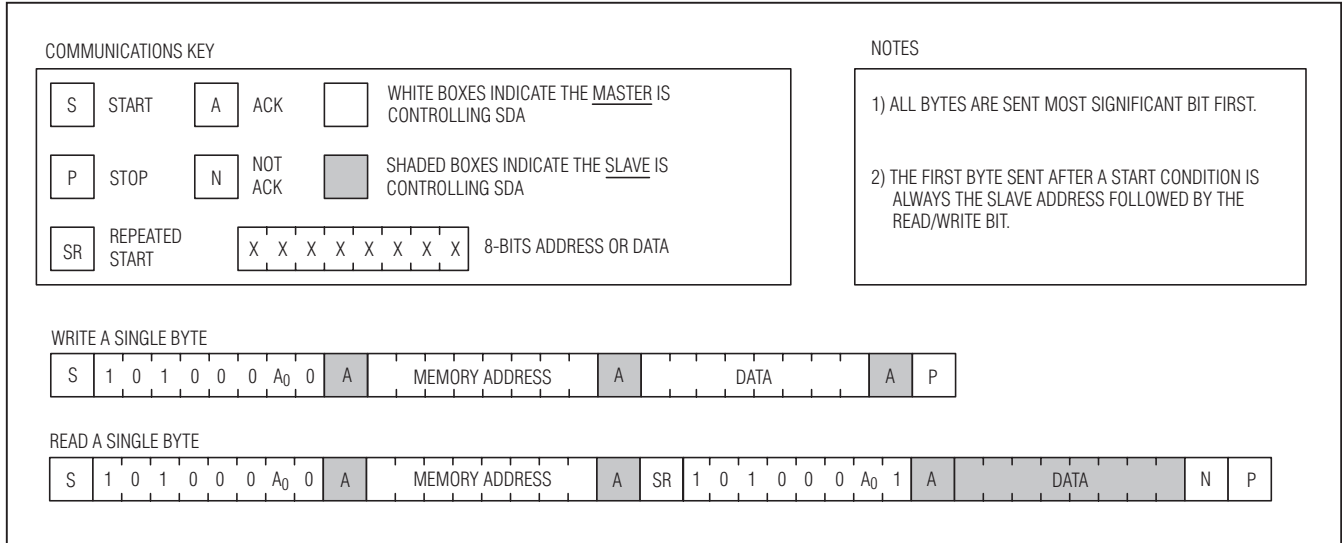 COMMUNICATIONS KEY
S START A ACK WHITE BOXES INDICATE THE MASTER IS
CONTROLLING SDA
P STOP N NOT
ACK SHADED BOXES INDICATE THE SLAVE IS
CONTROLLING SDA
SR REPEATED
START X X X X X X X X 8-BITS ADDRESS OR DATA
NOTES
1) ALL BYTES ARE SENT MOST SIGNIFICANT BIT FIRST.
2) THE FIRST BYTE SENT AFTER A START CONDITION IS
ALWAYS THE SLAVE ADDRESS FOLLOWED BY THE
READ/WRITE BIT.
WRITE A SINGLE BYTE
S 1 0 1 0 0 0 A0 0 A MEMORY ADDRESS A DATA A P
READ A SINGLE BYTE
S 1 0 1 0 0 0 A0 0 A MEMORY ADDRESS A SR 1 0 1 0 0 0 A0 1 A DATA N P